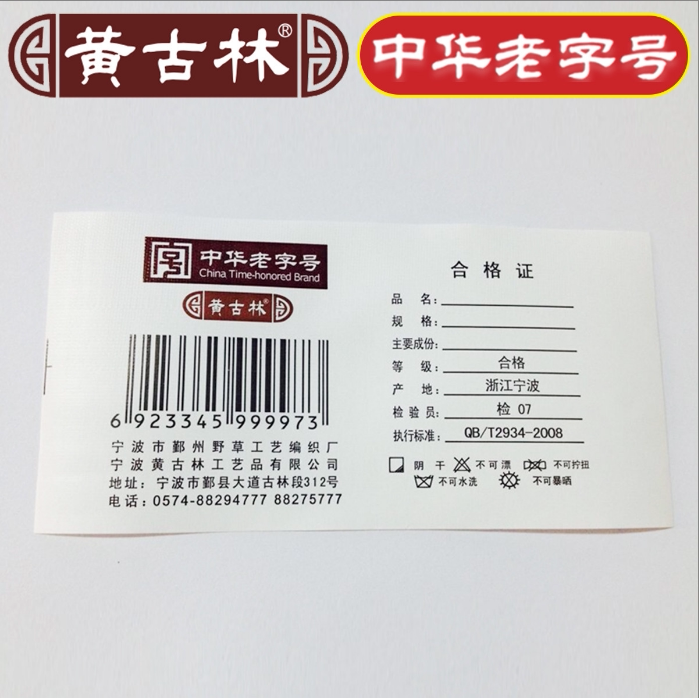 黄古林®
中华老字号
中华老字号
China Time-honored Brand
黄古林
6 923345 999973
宁波市鄞州野草工艺编织厂
宁波黄古林工艺品有限公司
地址：宁波市鄞县大道古林段312号
电话：0574-88294777 88275777
合格证
品 名：
规 格：
主要成份：
等 级：合格
产 地：浙江宁波
检 验 员：检 07
执行标准：QB/T2934-2008
阴 干 不可漂 不可拧扭
不可水洗 不可暴晒